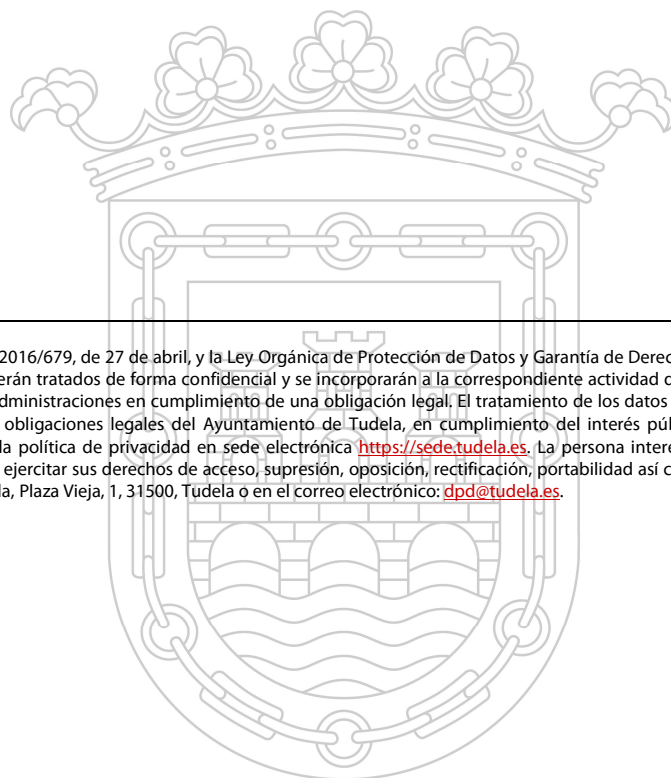 2016/679, de 27 de abril, y la Ley Orgánica de Protección de Datos y Garantía de
erán tratados de forma confidencial y se incorporarán a la correspondiente actividad
dministraciones en cumplimiento de una obligación legal. El tratamiento de los datos
obligaciones legales del Ayuntamiento de Tudela, en cumplimiento del interés
la política de privacidad en sede electrónica https://sede.tudela.es. La persona
ejercitar sus derechos de acceso, supresión, oposición, rectificación, portabilidad así
la, Plaza Vieja, 1, 31500, Tudela o en el correo electrónico: dpd@tudela.es.